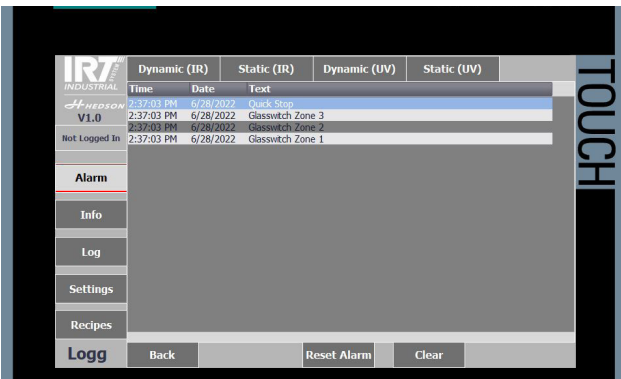 IRT
SYSTEM
INDUSTRIAL
HEDSON
V1.0
Not Logged In
Dynamic (IR) Static (IR) Dynamic (UV) Static (UV)
Time Date Text
2:37:03 PM 6/28/2022 Quick Stop
2:37:03 PM 6/28/2022 Glasswitch Zone 3
2:37:03 PM 6/28/2022 Glasswitch Zone 2
2:37:03 PM 6/28/2022 Glasswitch Zone 1
Alarm
Info
Log
Settings
Recipes
Logg
Back Reset Alarm Clear
TOUCH